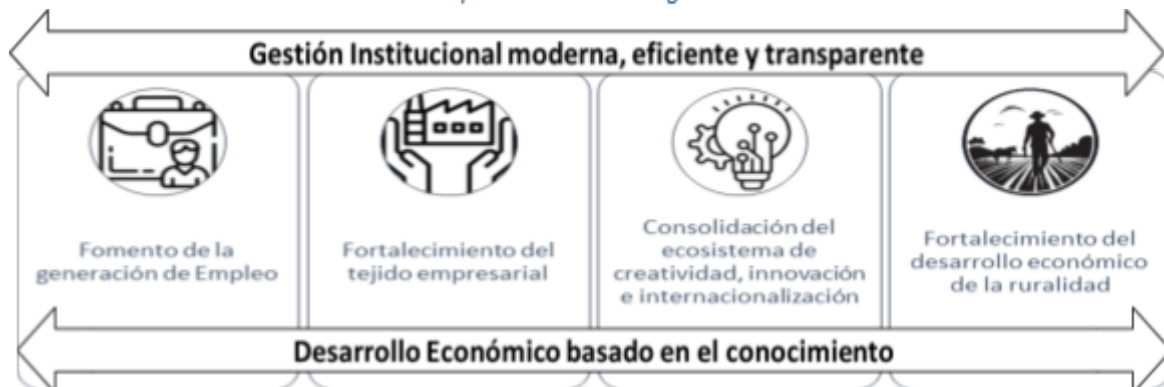 Gestión Institucional moderna, eficiente y transparente
Fomento de la
generación de Empleo
Fortalecimiento del
tejido empresarial
Consolidación del
ecosistema de
creatividad, innovación
e internacionalización
Fortalecimiento del
desarrollo económico
de la ruralidad
Desarrollo Económico basado en el conocimiento